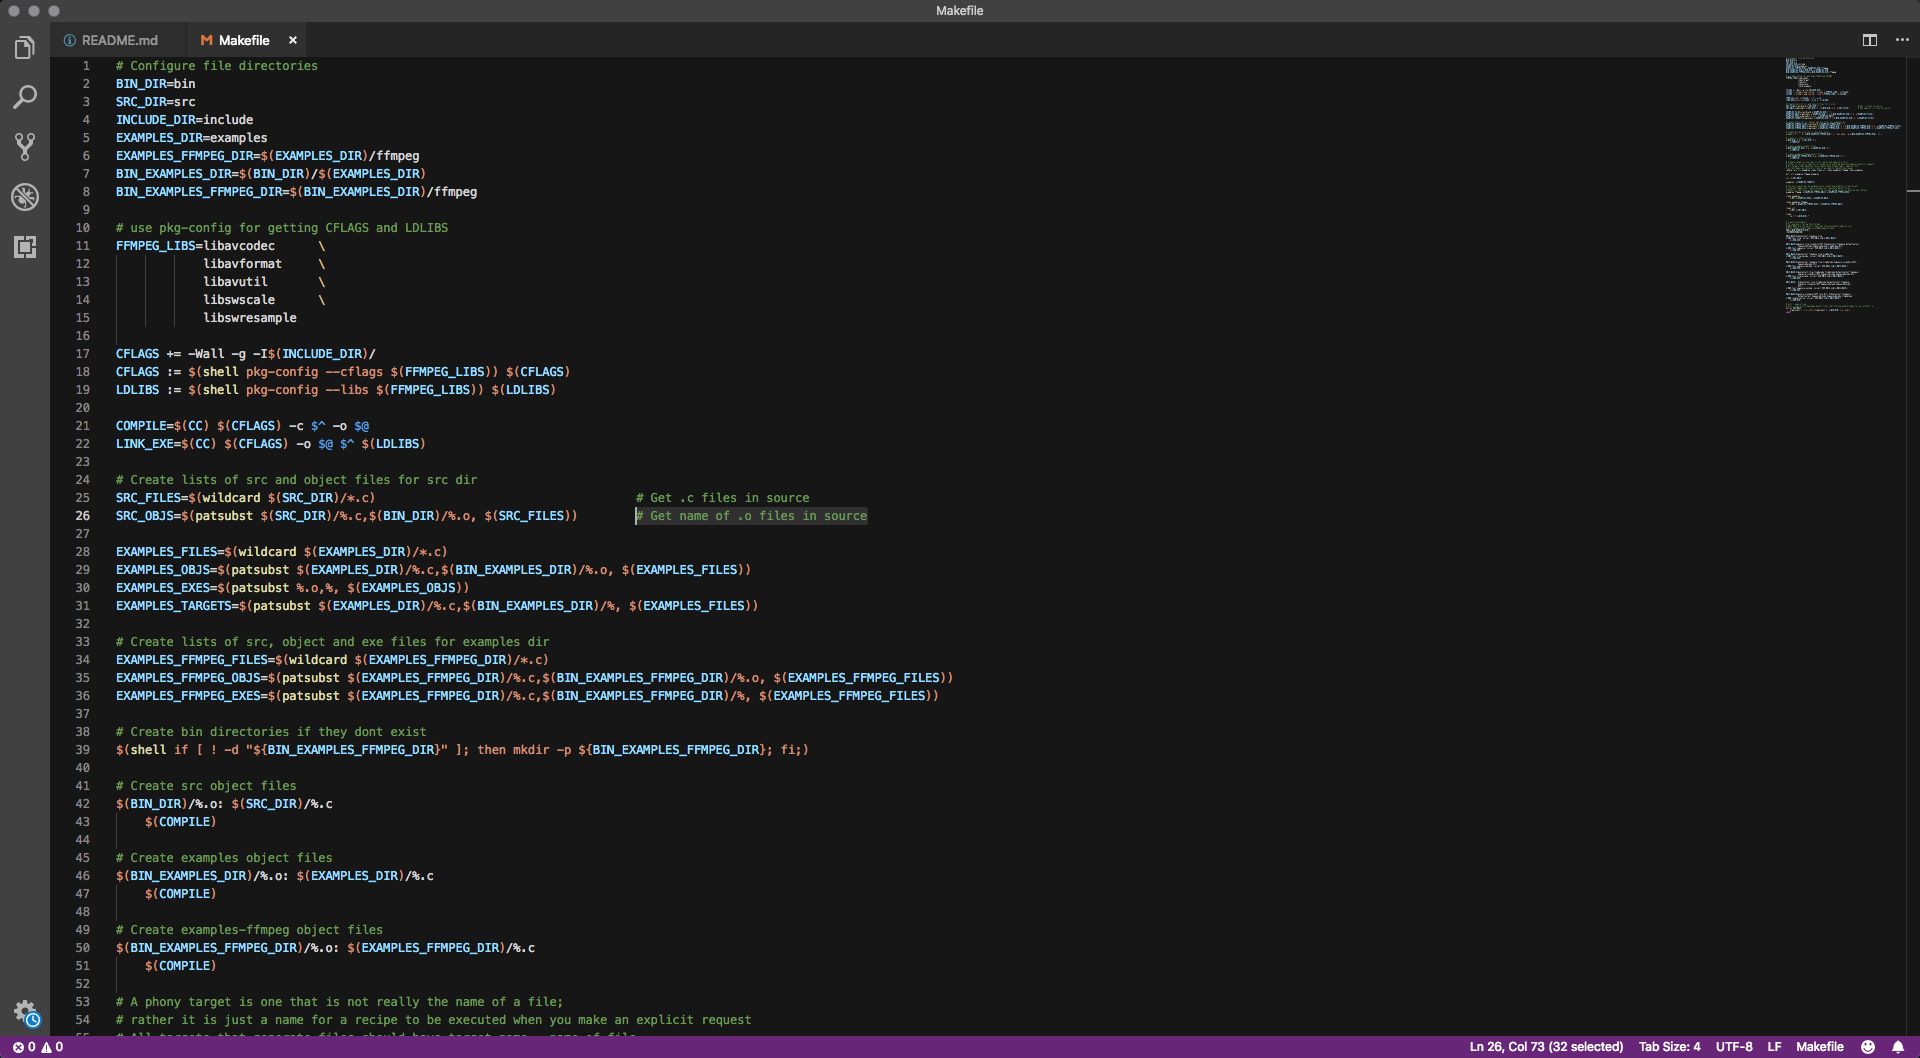 Makefile
README.md
Makefile
1 # Configure file directories
2 BIN_DIR=bin
3 SRC_DIR=src
4 INCLUDE_DIR=include
5 EXAMPLES_DIR=examples
6 EXAMPLES_FFMPEG_DIR=$(EXAMPLES_DIR)/ffmpeg
7 BIN_EXAMPLES_DIR=$(BIN_DIR)/$(EXAMPLES_DIR)
8 BIN_EXAMPLES_FFMPEG_DIR=$(BIN_EXAMPLES_DIR)/ffmpeg
9
10 # use pkg-config for getting CFLAGS and LDLIBS
11 FFMPEG_LIBS=libavcodec \
12 libavformat \
13 libavutil \
14 libswscale \
15 libswresample
16
17 CFLAGS += -Wall -g -I$(INCLUDE_DIR)/
18 CFLAGS := $(shell pkg-config --cflags $(FFMPEG_LIBS)) $(CFLAGS)
19 LDLIBS := $(shell pkg-config --libs $(FFMPEG_LIBS)) $(LDLIBS)
20
21 COMPILE=$(CC) $(CFLAGS) -c $^ -o $@
22 LINK_EXE=$(CC) $(CFLAGS) -o $@ $^ $(LDLIBS)
23
24 # Create lists of src and object files for src dir
25 SRC_FILES=$(wildcard $(SRC_DIR)/*.c) # Get .c files in source
26 SRC_OBJS=$(patsubst $(SRC_DIR)/%.c,$(BIN_DIR)/%.o, $(SRC_FILES)) # Get name of .o files in source
27
28 EXAMPLES_FILES=$(wildcard $(EXAMPLES_DIR)/*.c)
29 EXAMPLES_OBJS=$(patsubst $(EXAMPLES_DIR)/%.c,$(BIN_EXAMPLES_DIR)/%.o, $(EXAMPLES_FILES))
30 EXAMPLES_EXES=$(patsubst %.o,%, $(EXAMPLES_OBJS))
31 EXAMPLES_TARGETS=$(patsubst $(EXAMPLES_DIR)/%.c,$(BIN_EXAMPLES_DIR)/%, $(EXAMPLES_FILES))
32
33 # Create lists of src, object and exe files for examples dir
34 EXAMPLES_FFMPEG_FILES=$(wildcard $(EXAMPLES_FFMPEG_DIR)/*.c)
35 EXAMPLES_FFMPEG_OBJS=$(patsubst $(EXAMPLES_FFMPEG_DIR)/%.c,$(BIN_EXAMPLES_FFMPEG_DIR)/%.o, $(EXAMPLES_FFMPEG_FILES))
36 EXAMPLES_FFMPEG_EXES=$(patsubst $(EXAMPLES_FFMPEG_DIR)/%.c,$(BIN_EXAMPLES_FFMPEG_DIR)/%, $(EXAMPLES_FFMPEG_FILES))
37
38 # Create bin directories if they dont exist
39 $(shell if [ ! -d "${BIN_EXAMPLES_FFMPEG_DIR}" ]; then mkdir -p ${BIN_EXAMPLES_FFMPEG_DIR}; fi;)
40
41 # Create src object files
42 $(BIN_DIR)/%.o: $(SRC_DIR)/%.c
43 $(COMPILE)
44
45 # Create examples object files
46 $(BIN_EXAMPLES_DIR)/%.o: $(EXAMPLES_DIR)/%.c
47 $(COMPILE)
48
49 # Create examples-ffmpeg object files
50 $(BIN_EXAMPLES_FFMPEG_DIR)/%.o: $(EXAMPLES_FFMPEG_DIR)/%.c
51 $(COMPILE)
52
53 # A phony target is one that is not really the name of a file;
54 # rather it is just a name for a recipe to be executed when you make an explicit request
0 0 Ln 26, Col 73 (32 selected) Tab Size: 4 UTF-8 LF Makefile